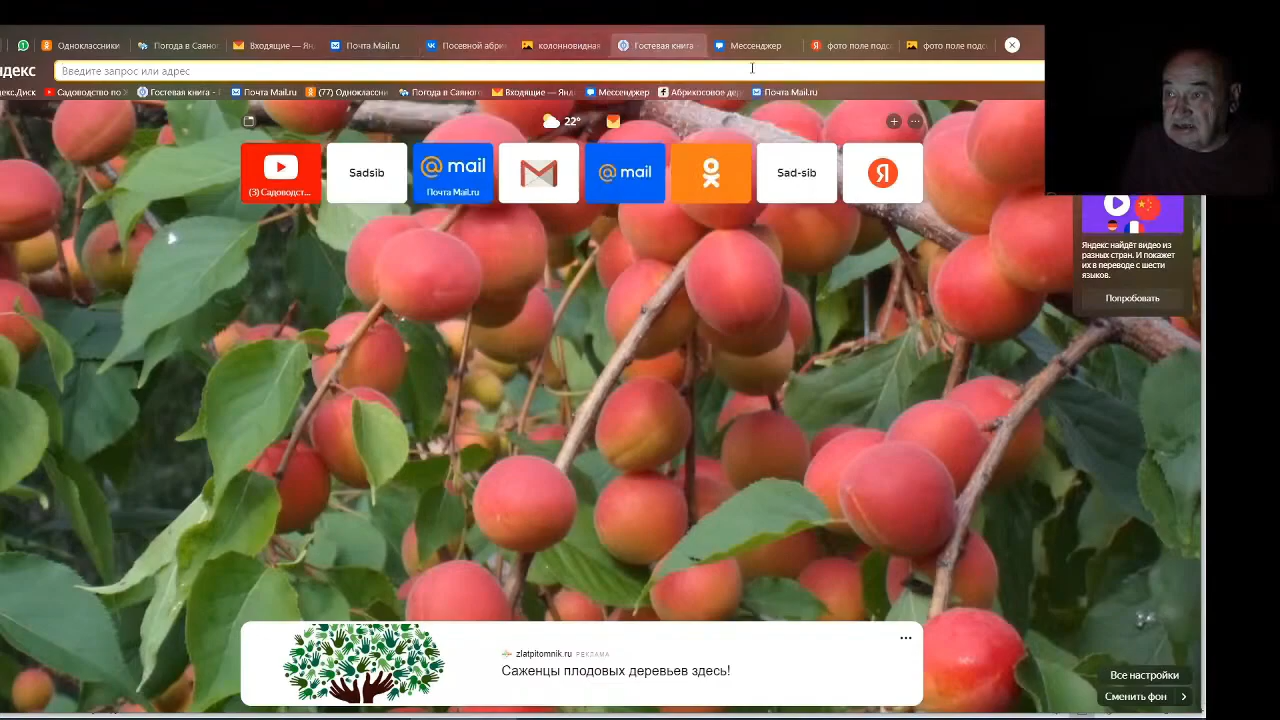 Одноклассники
Погода в Саяно
Входящие — Ян
Почта Mail.ru
Посевной абри
колонновидная
Гостевая книга
Мессенджер
фото поле подс
фото поле подс
ндекс
Введите запрос или адрес
екс.Диск
Садоводство по
Гостевая книга -
Почта Mail.ru
(77) Одноклассн
Погода в Саяног
Входящие — Ян
Мессенджер
Абрикосовое дер
Почта Mail.ru
22°
(3) Садоводст...
Sadsib
@mail
Почта Mail.ru
@mail
Sad-sib
Я
Яндекс найдёт видео из
разных стран. И покажет
их в переводе с шести
языков.
Попробовать
zlatpitomnik.ru РЕКЛАМА
Саженцы плодовых деревьев здесь!
Все настройки
Сменить фон